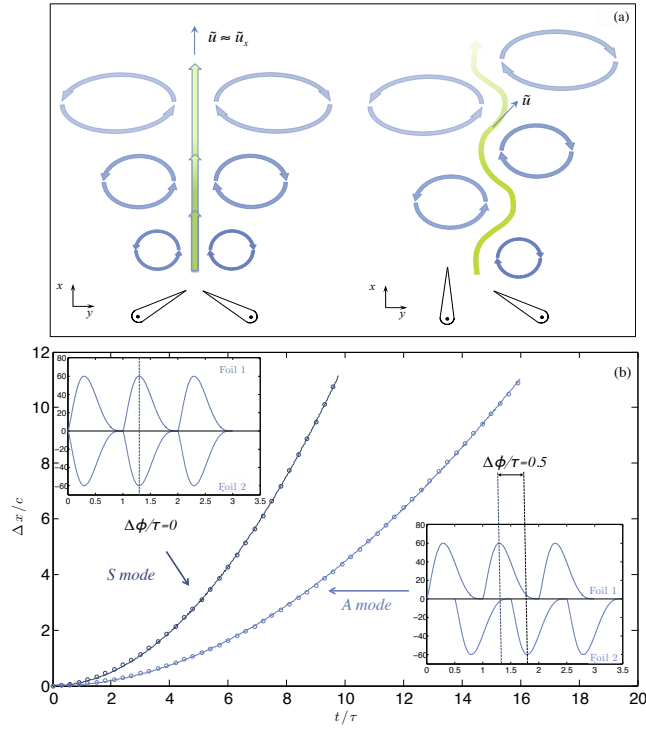 (a)
ũ ≈ ũₓ
ũ
x
y
x
y
(b)
12
10
8
6
4
2
0
Δx/c
0 2 4 6 8 10 12 14 16 18 20
t/τ
80
60
40
20
0
−20
−40
−60
0 0.5 1 1.5 2 2.5 3 3.5
Foil 1
Foil 2
Δϕ/τ=0
S mode
A mode
Δϕ/τ=0.5
80
60
40
20
0
−20
−40
−60
0 0.5 1 1.5 2 2.5 3 3.5
Foil 1
Foil 2